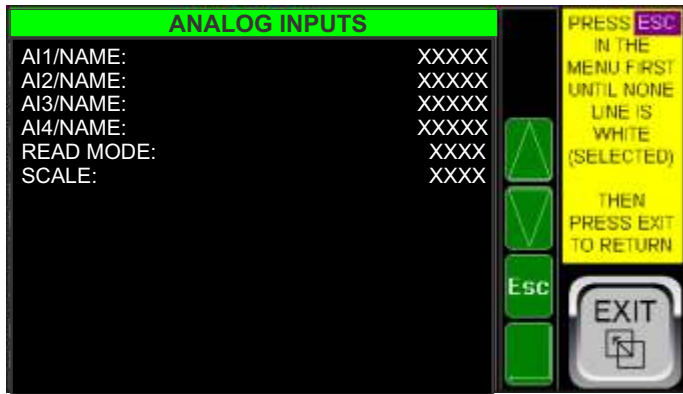 ANALOG INPUTS
AI1/NAME: XXXXX
AI2/NAME: XXXXX
AI3/NAME: XXXXX
AI4/NAME: XXXXX
READ MODE: XXXX
SCALE: XXXX
Esc
PRESS ESC
IN THE
MENU FIRST
UNTIL NONE
LINE IS
WHITE
(SELECTED)
THEN
PRESS EXIT
TO RETURN
EXIT